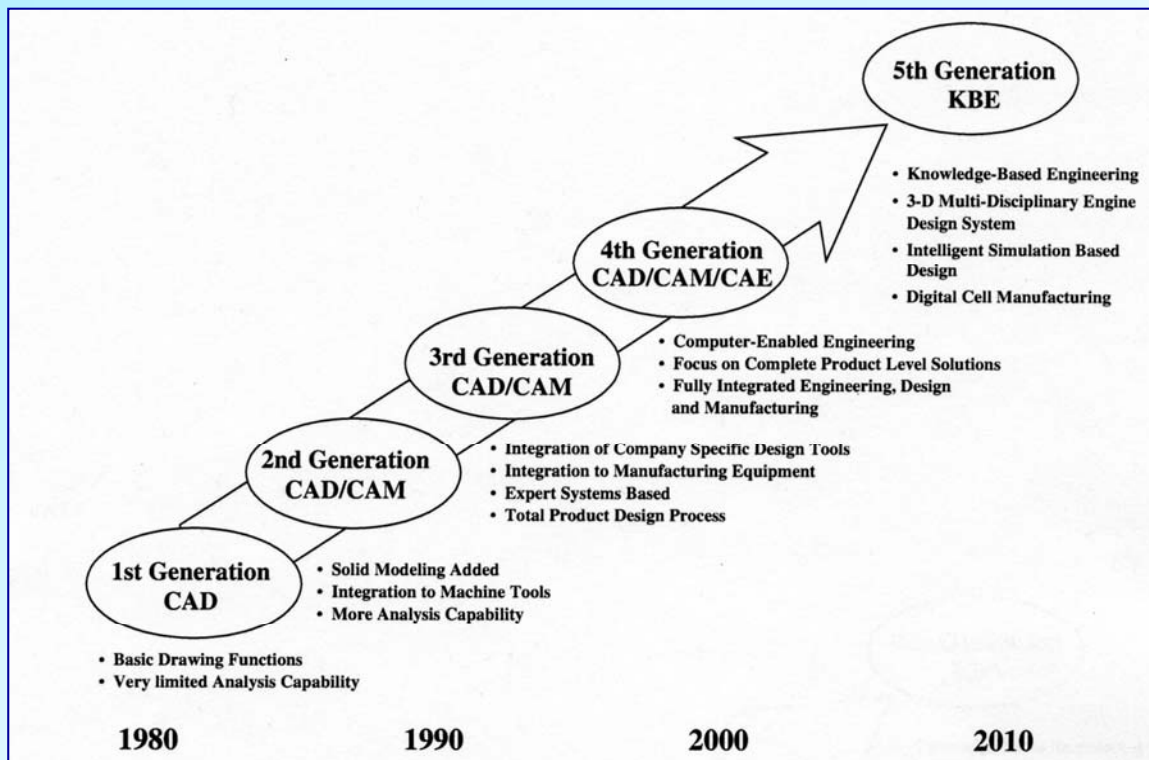 5th Generation
KBE
• Knowledge-Based Engineering
• 3-D Multi-Disciplinary Engine
Design System
• Intelligent Simulation Based
Design
• Digital Cell Manufacturing
4th Generation
CAD/CAM/CAE
• Computer-Enabled Engineering
• Focus on Complete Product Level Solutions
• Fully Integrated Engineering, Design
and Manufacturing
3rd Generation
CAD/CAM
• Integration of Company Specific Design Tools
• Integration to Manufacturing Equipment
• Expert Systems Based
• Total Product Design Process
2nd Generation
CAD/CAM
• Solid Modeling Added
• Integration to Machine Tools
• More Analysis Capability
1st Generation
CAD
• Basic Drawing Functions
• Very limited Analysis Capability
1980 1990 2000 2010